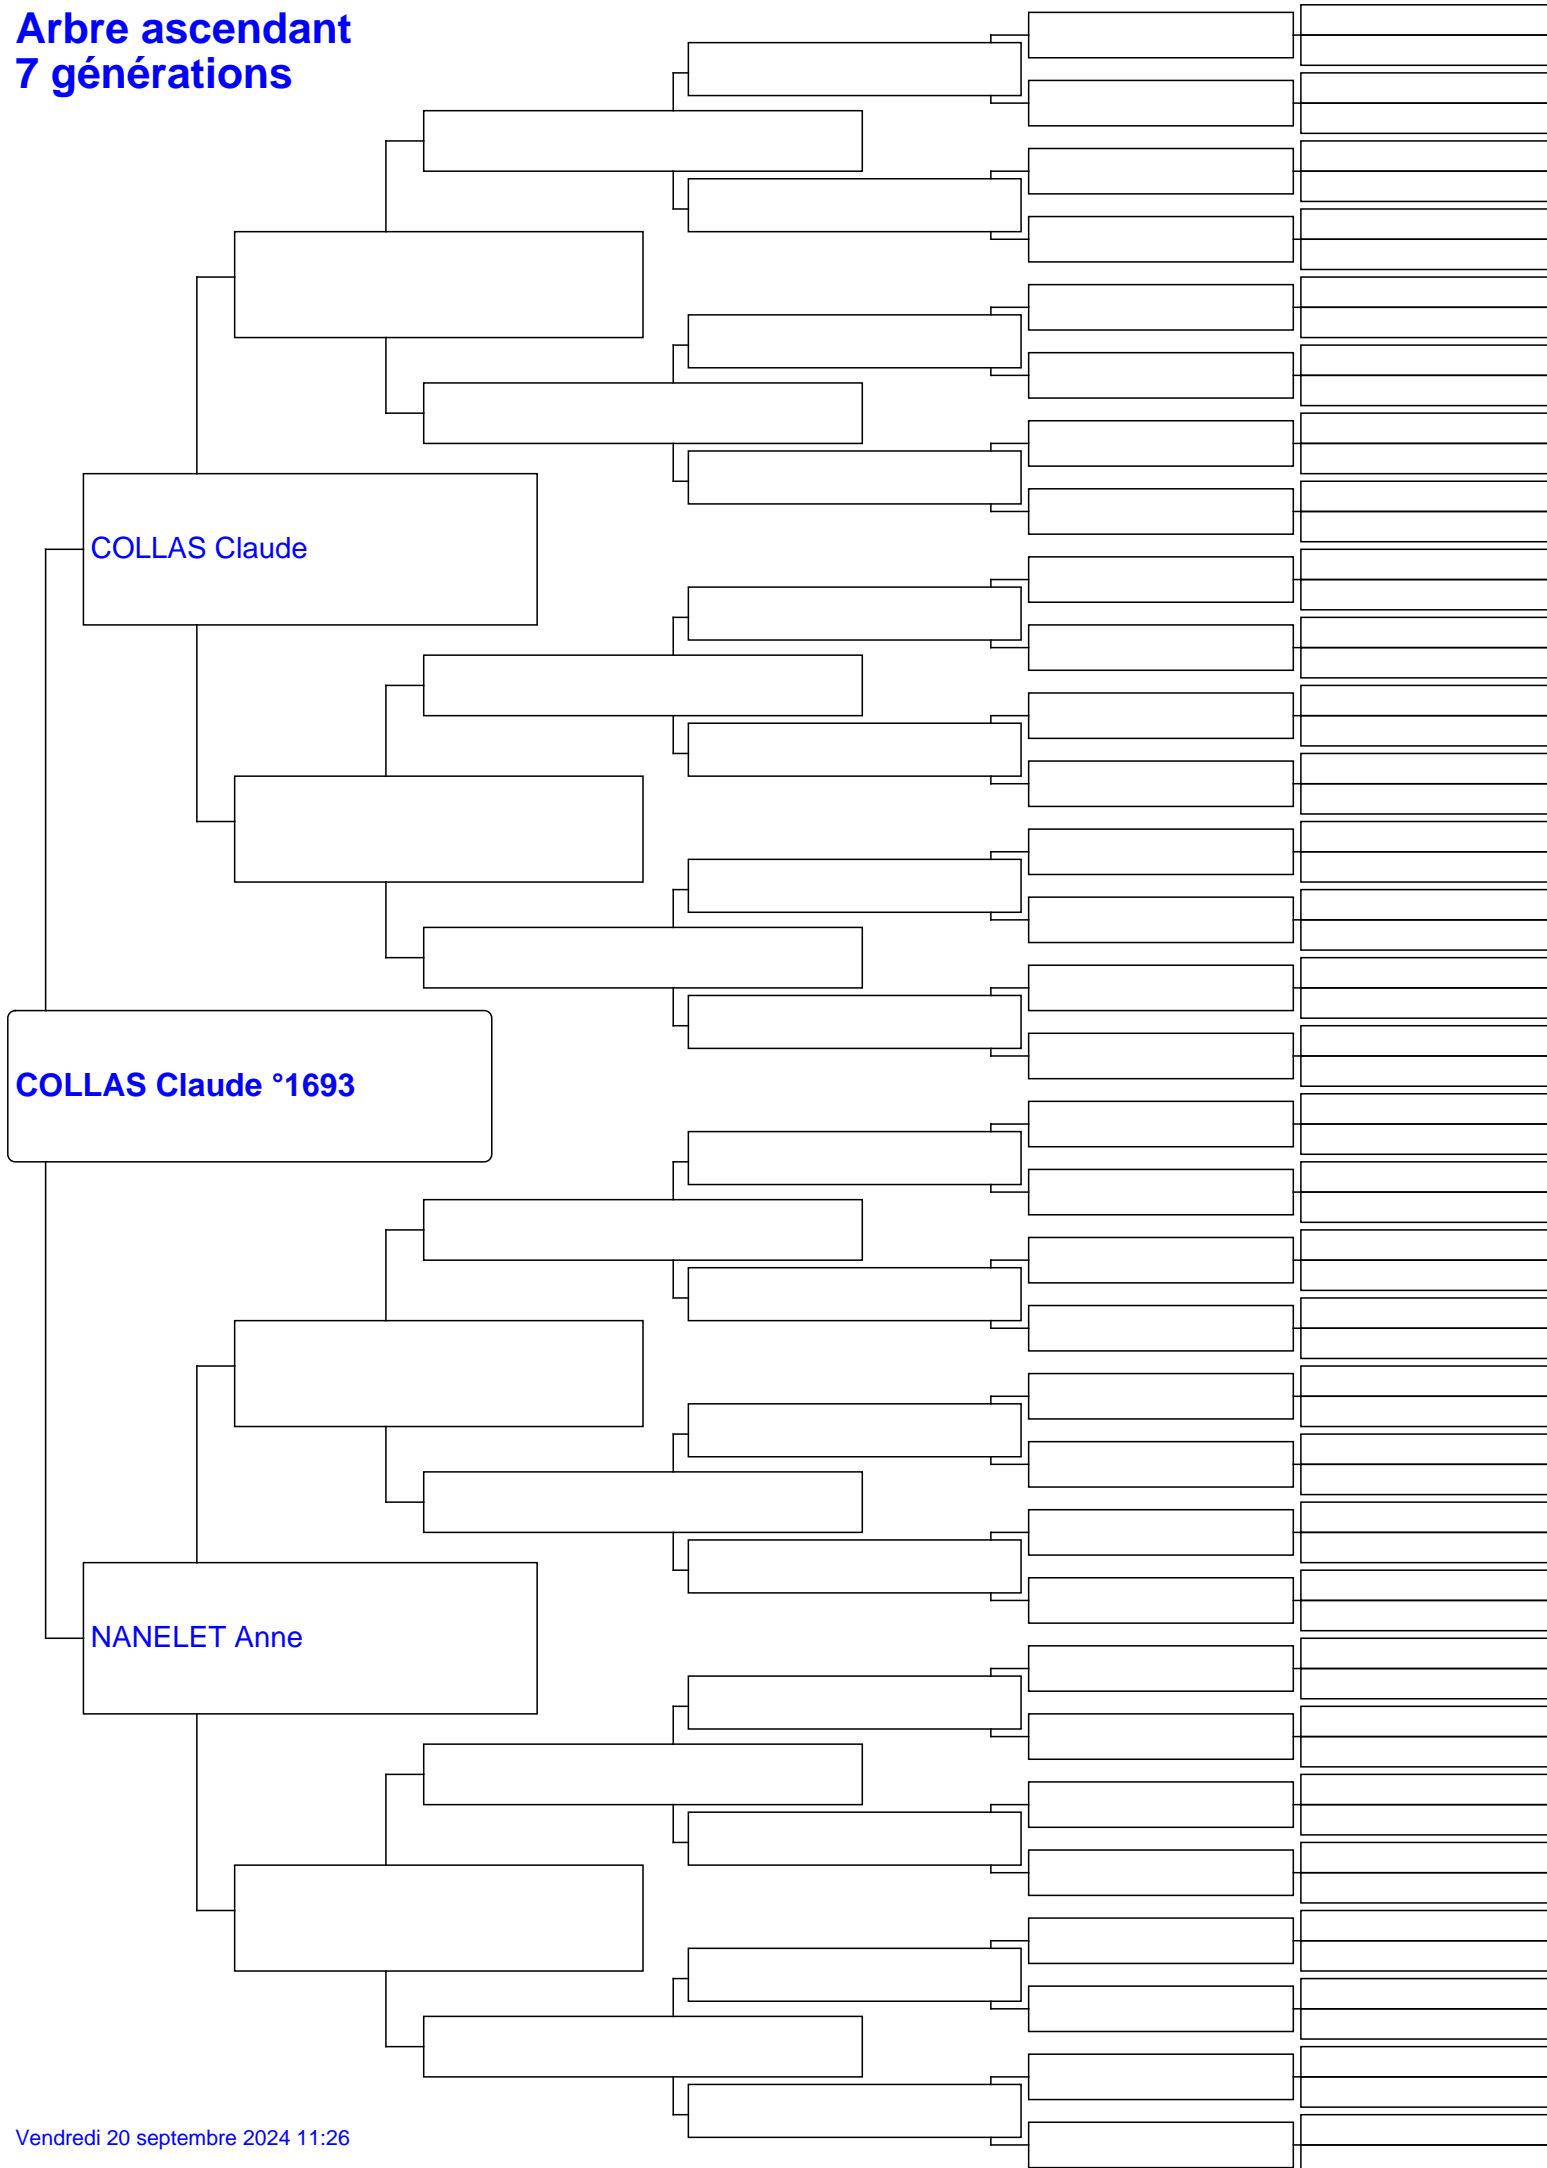 Arbre ascendant
7 générations
COLLAS Claude
COLLAS Claude °1693
NANELET Anne
Vendredi 20 septembre 2024 11:26